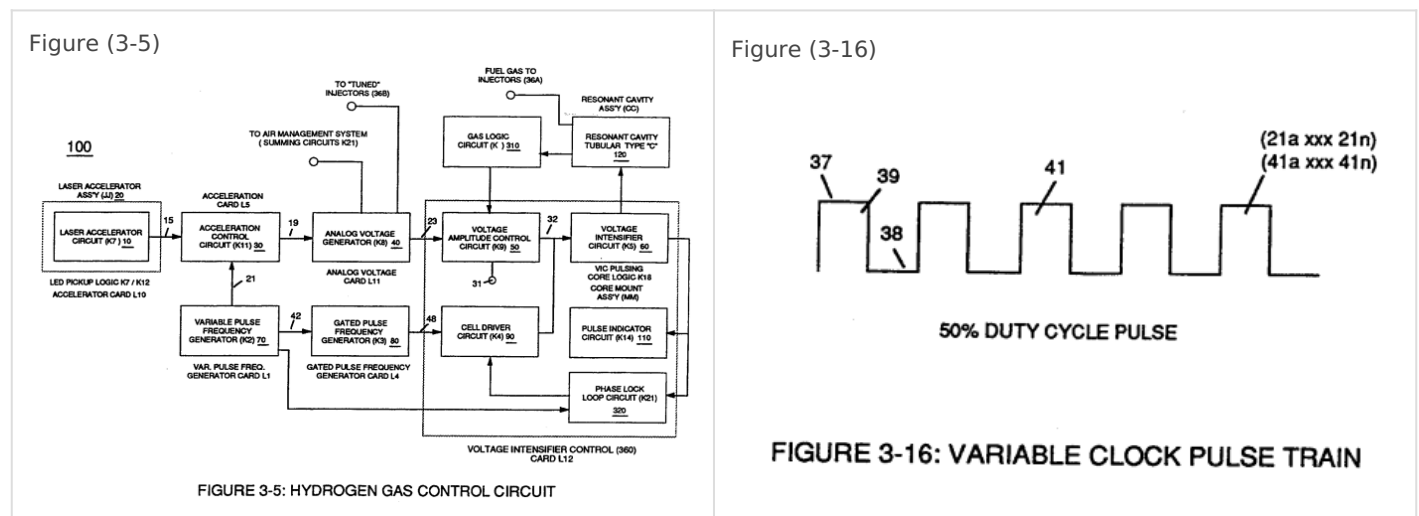 Figure (3-5)
TO "TUNED"
INJECTORS (36B)
FUEL GAS TO
INJECTORS (36A)
RESONANT CAVITY
ASS'Y (CC)
TO AIR MANAGEMENT SYSTEM
( SUMMING CIRCUITS K21)
GAS LOGIC
CIRCUIT (K ) 310
RESONANT CAVITY
TUBULAR TYPE "C"
120
100
LASER ACCELERATOR
ASS'Y (JJ) 20
ACCELERATION
CARD L5
15
19
23
32
LASER ACCELERATOR
CIRCUIT (K7) 10
ACCELERATION
CONTROL
CIRCUIT (K11) 30
ANALOG VOLTAGE
GENERATOR (K8) 40
VOLTAGE
AMPLITUDE CONTROL
CIRCUIT (K9) 50
VOLTAGE
INTENSIFIER
CIRCUIT (K5) 60
LED PICKUP LOGIC K7 / K12
ACCELERATOR CARD L10
21
ANALOG VOLTAGE
CARD L11
31
VIC PULSING
CORE LOGIC K18
CORE MOUNT
ASS'Y (MM)
VARIABLE PULSE
FREQUENCY
GENERATOR (K2) 70
42
GATED PULSE
FREQUENCY
GENERATOR (K3) 80
48
CELL DRIVER
CIRCUIT (K4) 90
PULSE INDICATOR
CIRCUIT (K14) 110
VAR. PULSE FREQ.
GENERATOR CARD L1
GATED PULSE FREQUENCY
GENERATOR CARD L4
PHASE LOCK
LOOP CIRCUIT (K21)
320
VOLTAGE INTENSIFIER CONTROL (360)
CARD L12
FIGURE 3-5: HYDROGEN GAS CONTROL CIRCUIT
Figure (3-16)
37
39
38
41
(21a xxx 21n)
(41a xxx 41n)
50% DUTY CYCLE PULSE
FIGURE 3-16: VARIABLE CLOCK PULSE TRAIN